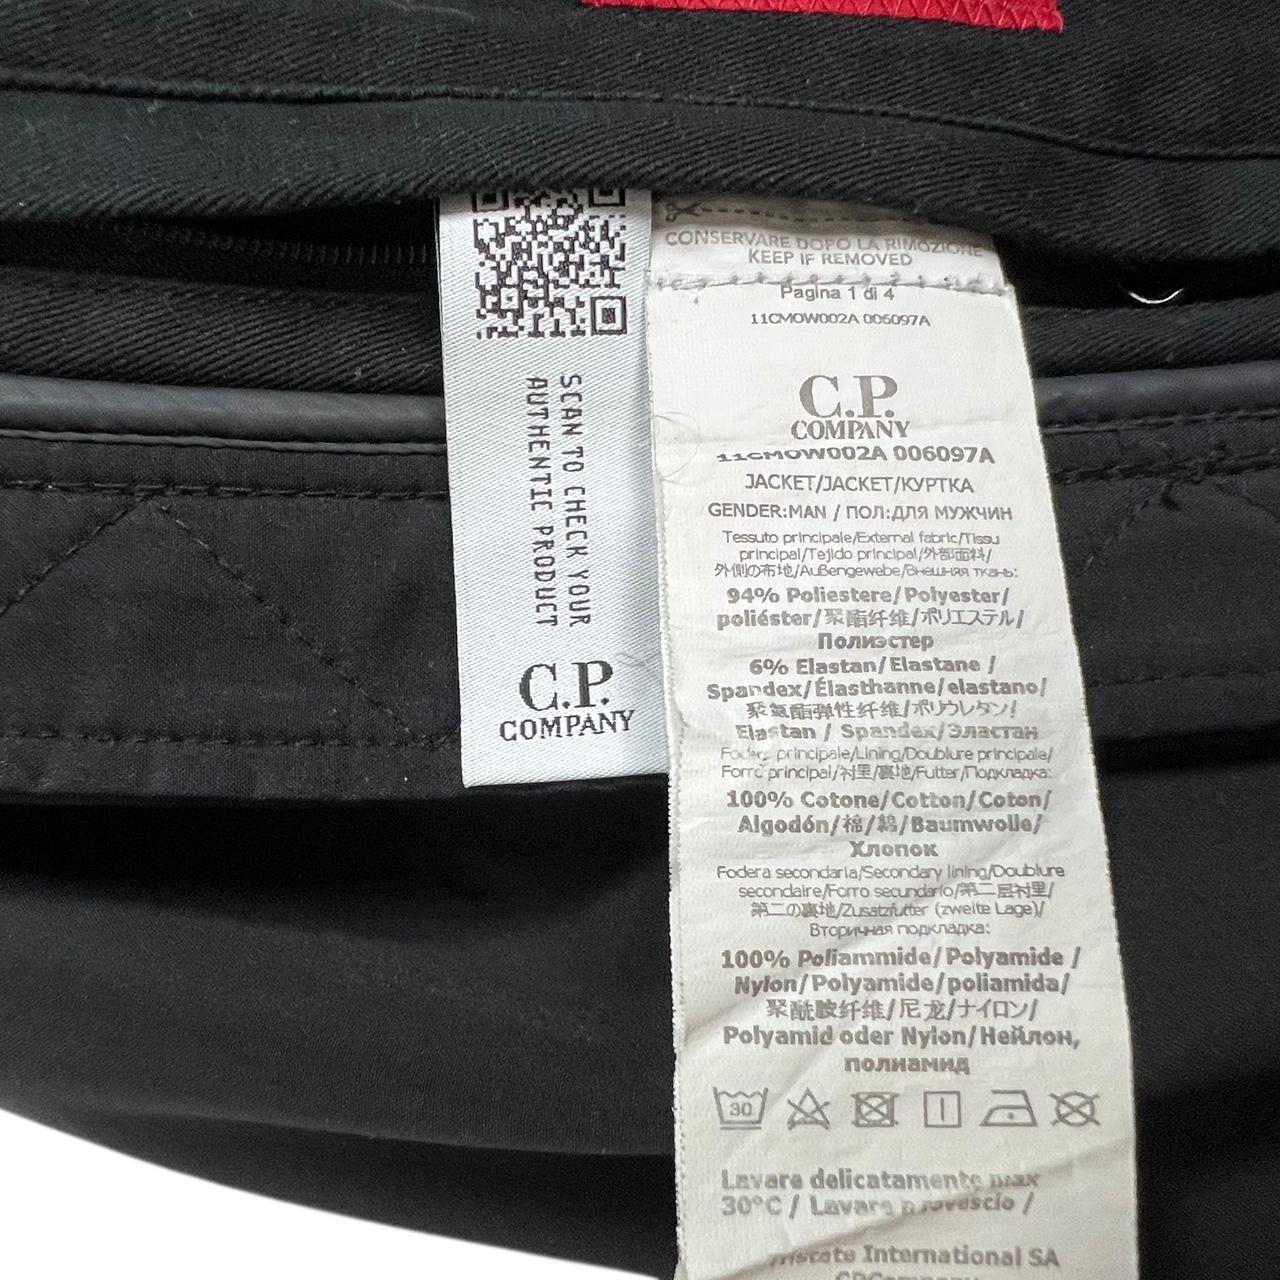 SCAN TO CHECK YOUR
AUTHENTIC PRODUCT
C.P.
COMPANY
CONSERVARE DOPO LA RIMOZIONE
KEEP IF REMOVED
Pagina 1 di 4
11CMOW002A 006097A
C.P.
COMPANY
11CMOW002A 006097A
JACKET/JACKET/КУРТКА
GENDER:MAN / ПОЛ:ДЛЯ МУЖЧИН
Tessuto principale/External fabric/Tissu
principal/Tejido principal/外部面料/
外側の布地/Außengewebe/Внешняя ткань:
94% Poliestere/Polyester/
poliéster/聚酯纤维/ポリエステル/
Полиэстер
6% Elastan/Elastane /
Spandex/Élasthanne/elastano/
聚氨酯弹性纤维/ポリウレタン/
Elastan / Spandex/Эластан
Fodera principale/Lining/Doublure principale/
Forro principal/衬里/裏地/Futter/Подкладка:
100% Cotone/Cotton/Coton/
Algodón/棉/綿/Baumwolle/
Хлопок
Fodera secondaria/Secondary lining/Doublure
secondaire/Forro secundario/第二层衬里/
第二の裏地/Zusatzfutter (zweite Lage)/
Вторичная подкладка:
100% Poliammide/Polyamide /
Nylon/Polyamide/poliamida/
聚酰胺纤维/尼龙/ナイロン/
Polyamid oder Nylon/Нейлон,
полиамид
30
Lavare delicatamente max
30°C / Lavare a rovescio /
International SA
CPCompany